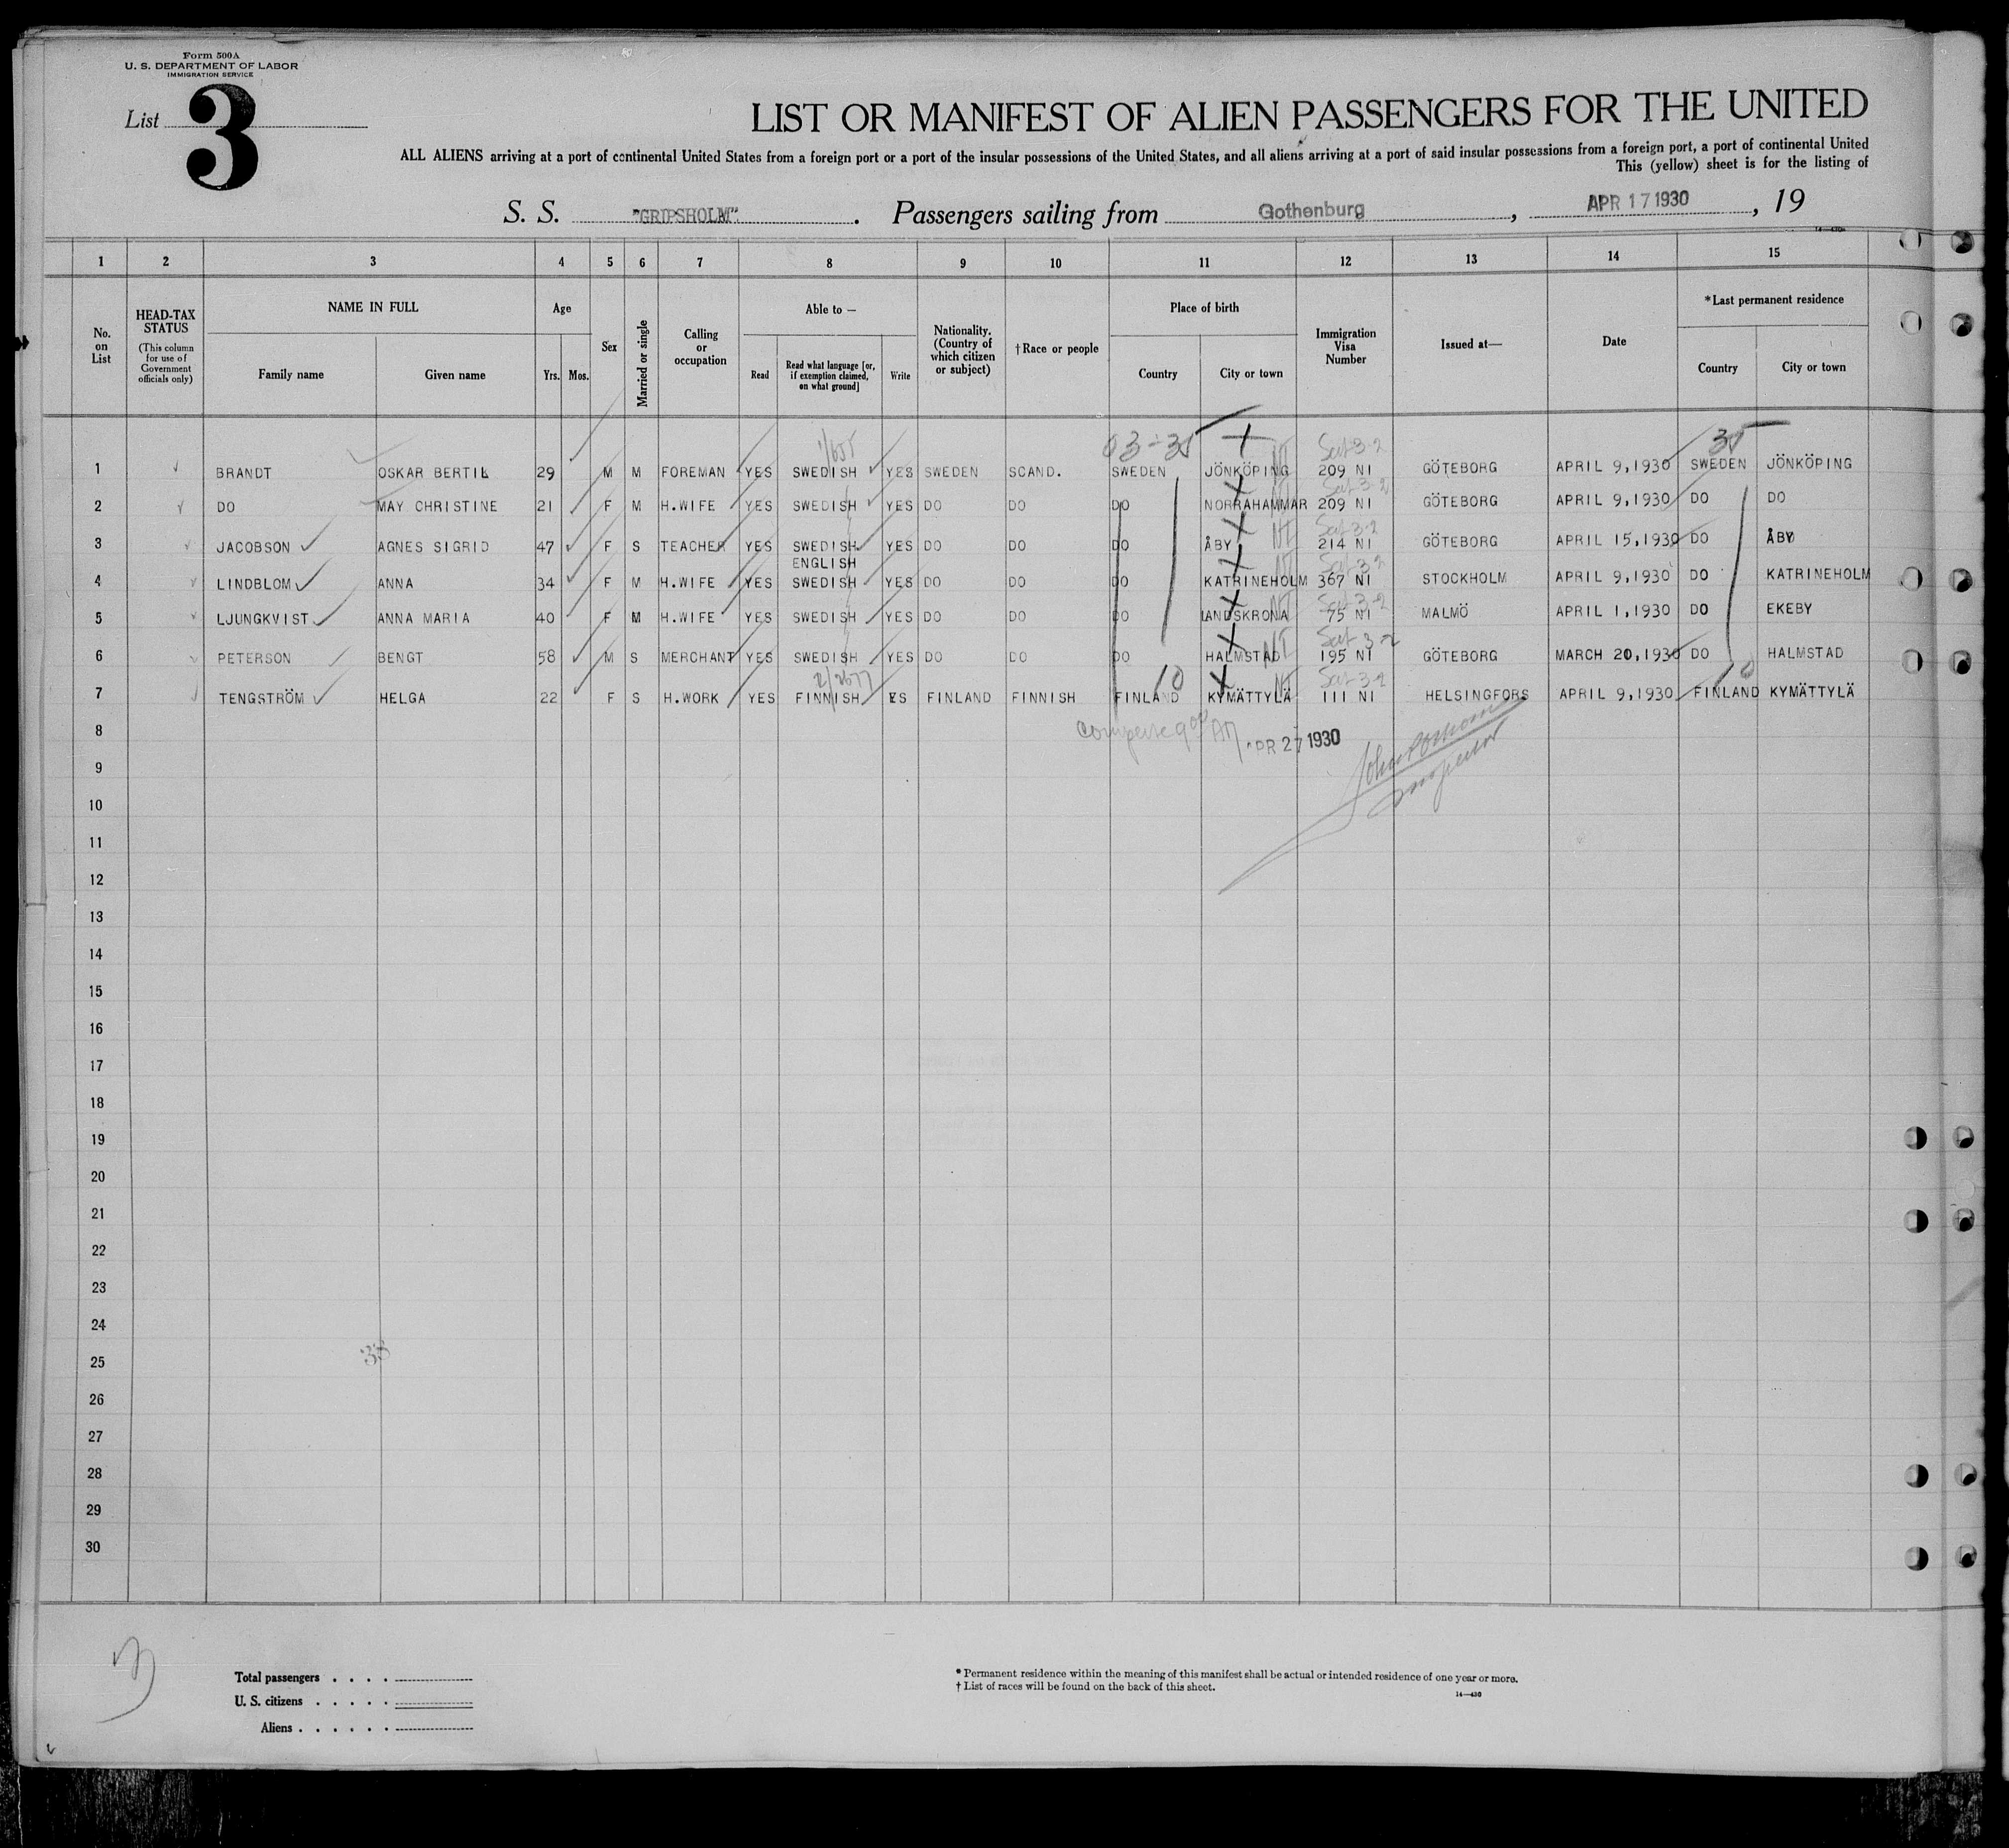 Form 500A
U. S. DEPARTMENT OF LABOR
IMMIGRATION SERVICE
List 3
LIST OR MANIFEST OF ALIEN PASSENGERS FOR THE UNITED
ALL ALIENS arriving at a port of continental United States from a foreign port or a port of the insular possessions of the United States, and all aliens arriving at a port of said insular possessions from a foreign port, a port of continental United
This (yellow) sheet is for the listing of
S. S. "GRIPSHOLM". Passengers sailing from Gothenburg, APR 17 1930, 19
14—430
1 2 3 4 5 6 7 8 9 10 11 12 13 14 15
No. on List
HEAD-TAX STATUS (This column for use of Government officials only)
NAME IN FULL
Family name Given name
Age
Yrs. Mos.
Sex
Married or single
Calling or occupation
Able to —
Read Read what language [or, if exemption claimed, on what ground] Write
Nationality. (Country of which citizen or subject)
†Race or people
Place of birth
Country City or town
Immigration Visa Number
Issued at—
Date
*Last permanent residence
Country City or town
03-35 35
1 BRANDT OSKAR BERTIL 29 M M FOREMAN YES SWEDISH YES SWEDEN SCAND. SWEDEN JÖNKÖPING 209 NI GÖTEBORG APRIL 9,1930 SWEDEN JÖNKÖPING
2 DO MAY CHRISTINE 21 F M H.WIFE YES SWEDISH YES DO DO DO NORRAHAMMAR 209 NI GÖTEBORG APRIL 9,1930 DO DO
3 JACOBSON AGNES SIGRID 47 F S TEACHER YES SWEDISH YES DO DO DO ÅBY 214 NI GÖTEBORG APRIL 15,1930 DO ÅBY
ENGLISH
4 LINDBLOM ANNA 34 F M H.WIFE YES SWEDISH YES DO DO DO KATRINEHOLM 367 NI STOCKHOLM APRIL 9,1930 DO KATRINEHOLM
5 LJUNGKVIST ANNA MARIA 40 F M H.WIFE YES SWEDISH YES DO DO DO LANDSKRONA 75 NI MALMÖ APRIL 1,1930 DO EKEBY
6 PETERSON BENGT 58 M S MERCHANT YES SWEDISH YES DO DO DO HALMSTAD 195 NI GÖTEBORG MARCH 20,1930 DO HALMSTAD
10 10
7 TENGSTRÖM HELGA 22 F S H.WORK YES FINNISH YES FINLAND FINNISH FINLAND KYMÄTTYLÄ 111 NI HELSINGFORS APRIL 9,1930 FINLAND KYMÄTTYLÄ
8
APR 27 1930
Inspector
9
10
11
12
13
14
15
16
17
18
19
20
21
22
23
24
25
38
26
27
28
29
30
Total passengers . . . .
U. S. citizens . . . . .
Aliens . . . . . .
* Permanent residence within the meaning of this manifest shall be actual or intended residence of one year or more.
† List of races will be found on the back of this sheet.
14—430